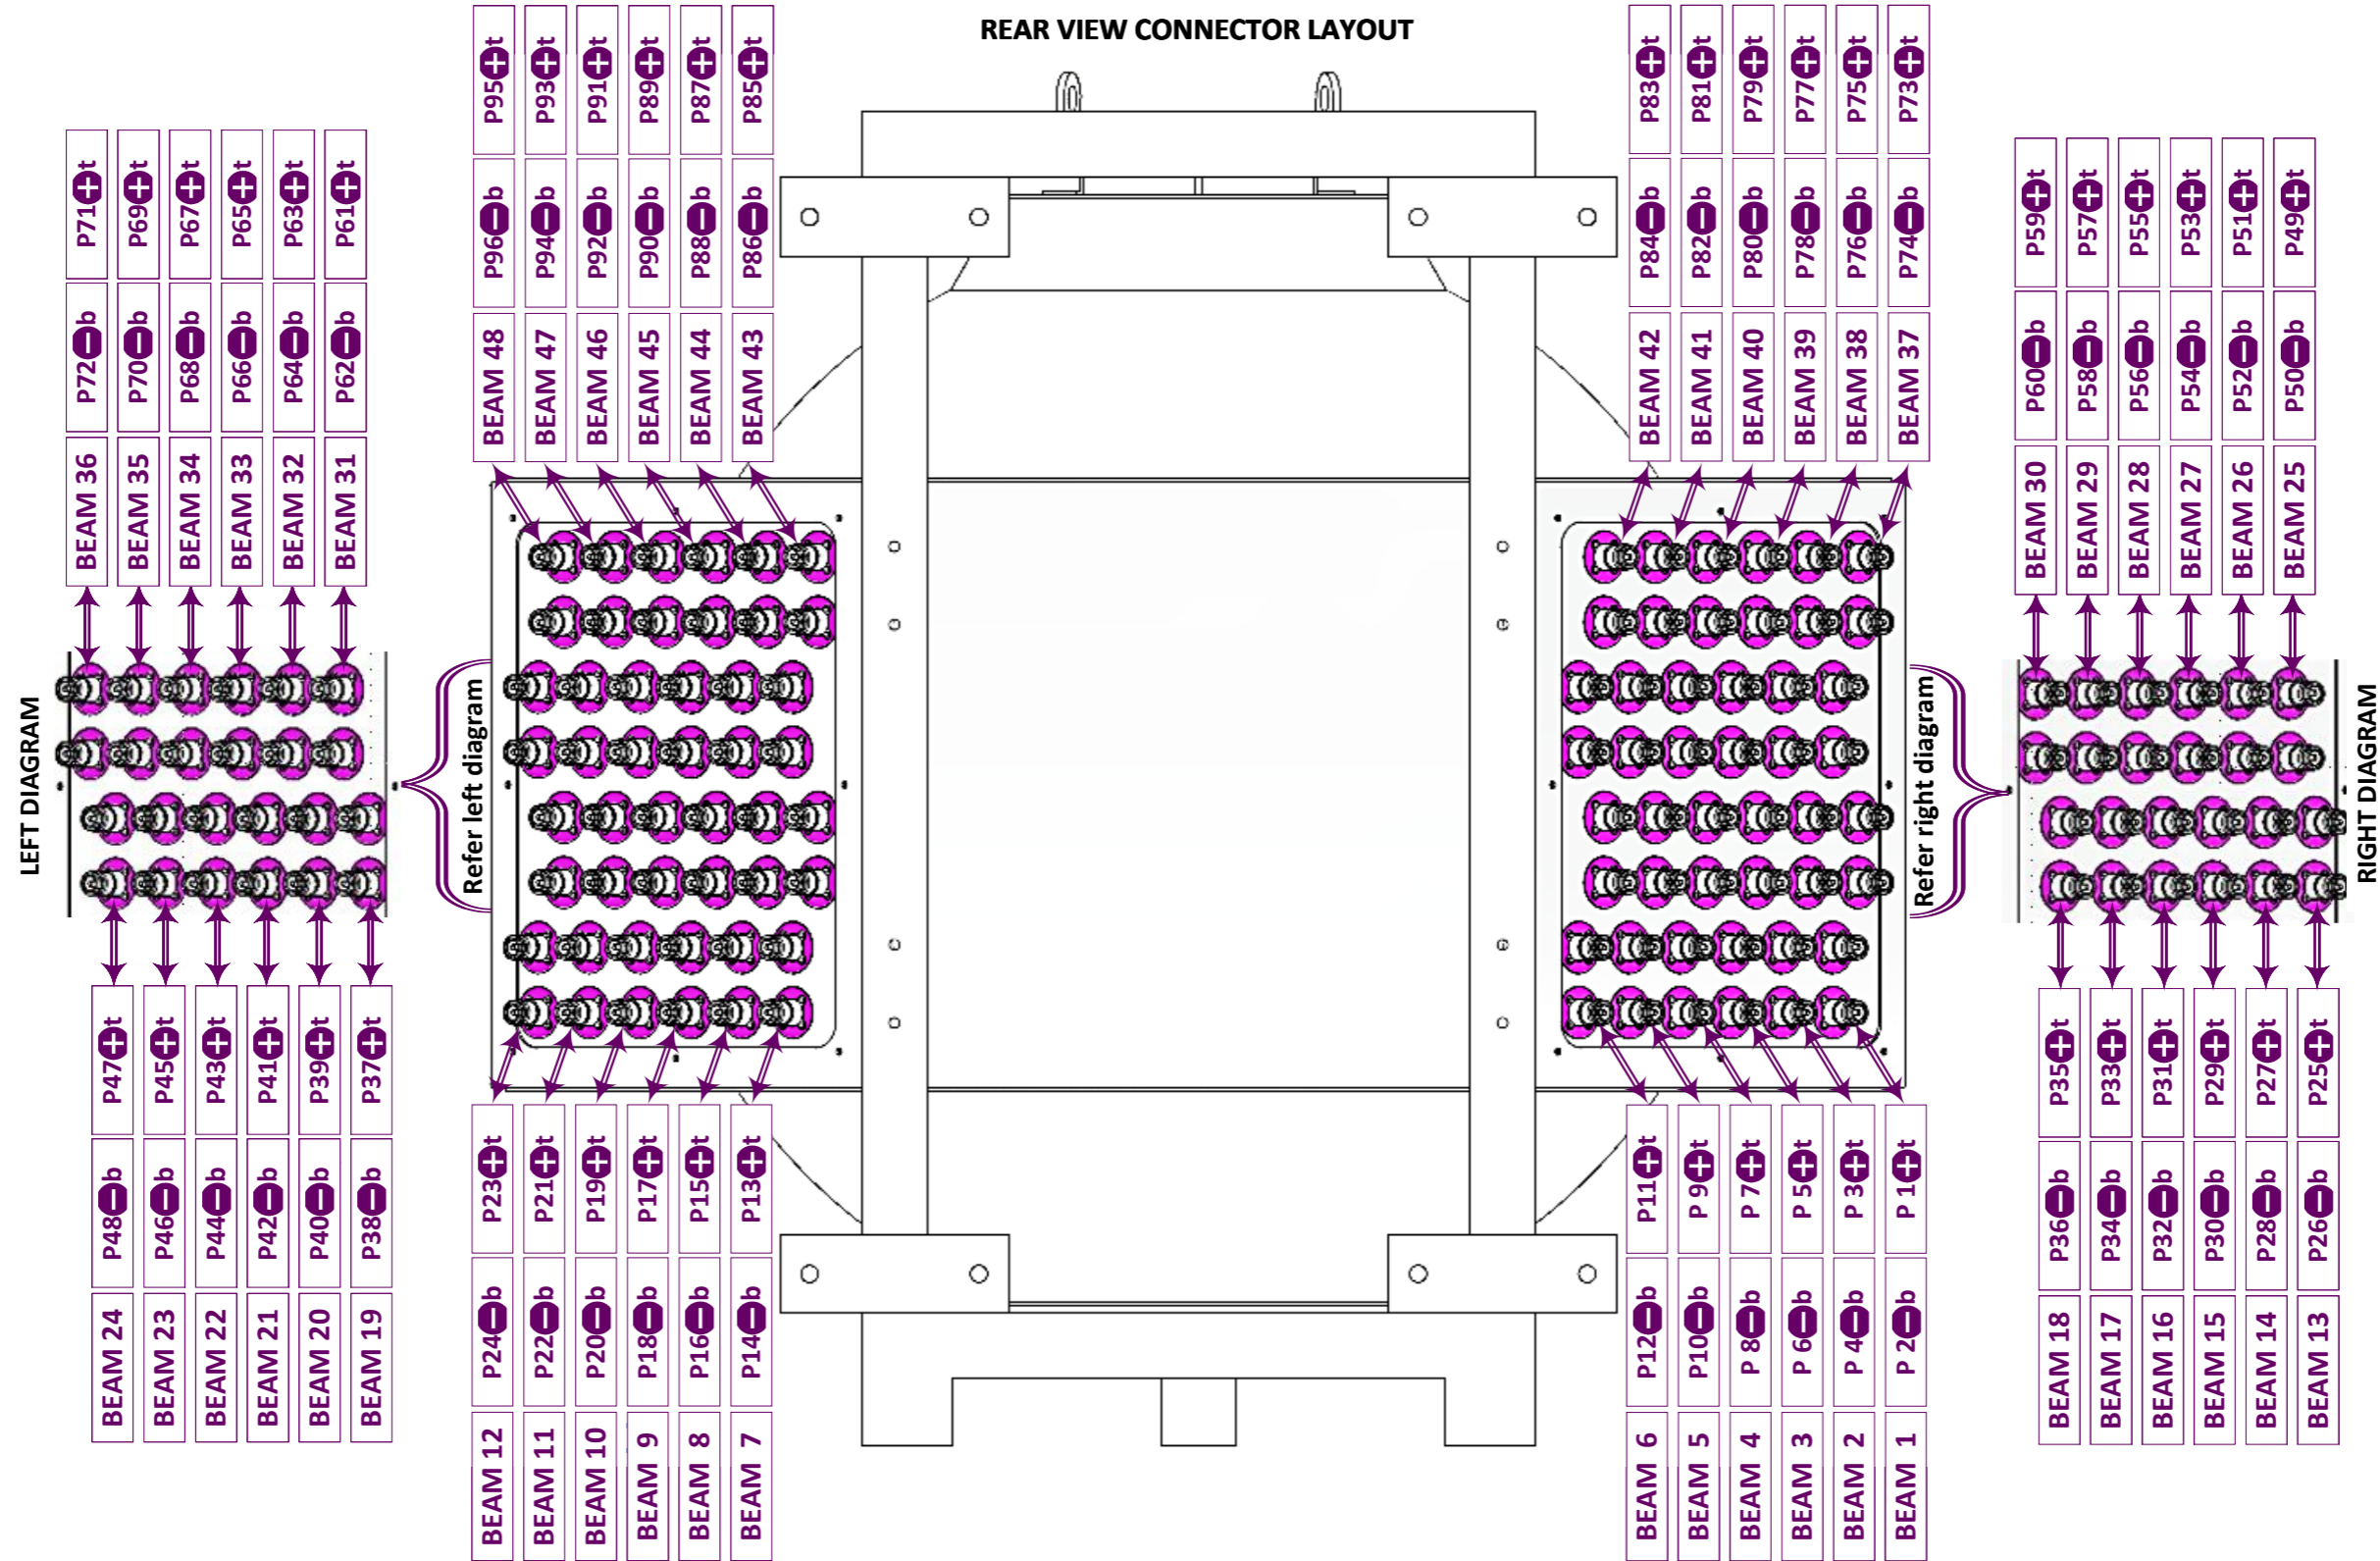 REAR VIEW CONNECTOR LAYOUT
LEFT DIAGRAM
BEAM 36 P72⊖b P71⊕t
BEAM 35 P70⊖b P69⊕t
BEAM 34 P68⊖b P67⊕t
BEAM 33 P66⊖b P65⊕t
BEAM 32 P64⊖b P63⊕t
BEAM 31 P62⊖b P61⊕t
BEAM 24 P48⊖b P47⊕t
BEAM 23 P46⊖b P45⊕t
BEAM 22 P44⊖b P43⊕t
BEAM 21 P42⊖b P41⊕t
BEAM 20 P40⊖b P39⊕t
BEAM 19 P38⊖b P37⊕t
Refer left diagram
BEAM 48 P96⊖b P95⊕t
BEAM 47 P94⊖b P93⊕t
BEAM 46 P92⊖b P91⊕t
BEAM 45 P90⊖b P89⊕t
BEAM 44 P88⊖b P87⊕t
BEAM 43 P86⊖b P85⊕t
BEAM 12 P24⊖b P23⊕t
BEAM 11 P22⊖b P21⊕t
BEAM 10 P20⊖b P19⊕t
BEAM 9 P18⊖b P17⊕t
BEAM 8 P16⊖b P15⊕t
BEAM 7 P14⊖b P13⊕t
BEAM 42 P84⊖b P83⊕t
BEAM 41 P82⊖b P81⊕t
BEAM 40 P80⊖b P79⊕t
BEAM 39 P78⊖b P77⊕t
BEAM 38 P76⊖b P75⊕t
BEAM 37 P74⊖b P73⊕t
BEAM 6 P12⊖b P11⊕t
BEAM 5 P10⊖b P 9⊕t
BEAM 4 P 8⊖b P 7⊕t
BEAM 3 P 6⊖b P 5⊕t
BEAM 2 P 4⊖b P 3⊕t
BEAM 1 P 2⊖b P 1⊕t
Refer right diagram
BEAM 30 P60⊖b P59⊕t
BEAM 29 P58⊖b P57⊕t
BEAM 28 P56⊖b P55⊕t
BEAM 27 P54⊖b P53⊕t
BEAM 26 P52⊖b P51⊕t
BEAM 25 P50⊖b P49⊕t
BEAM 18 P36⊖b P35⊕t
BEAM 17 P34⊖b P33⊕t
BEAM 16 P32⊖b P31⊕t
BEAM 15 P30⊖b P29⊕t
BEAM 14 P28⊖b P27⊕t
BEAM 13 P26⊖b P25⊕t
RIGHT DIAGRAM